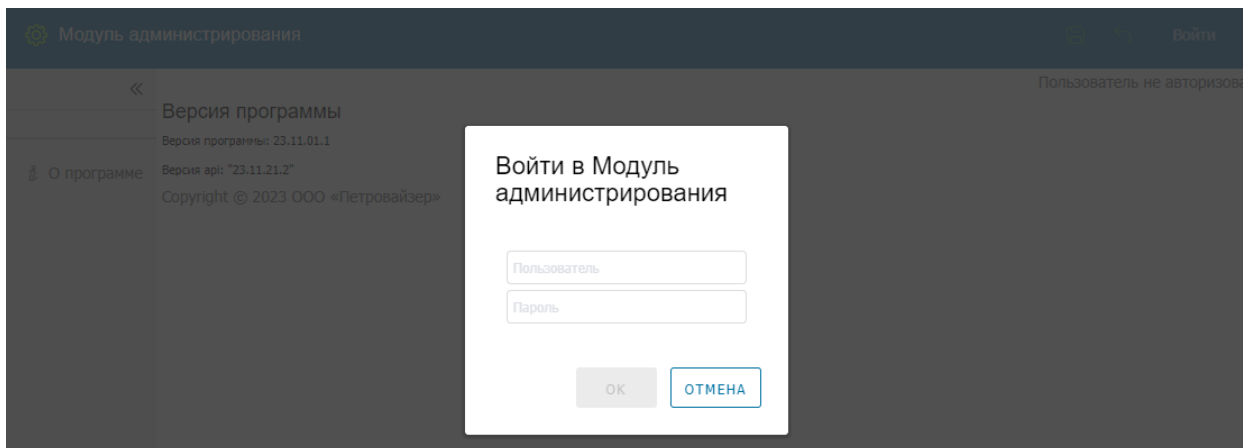 Модуль администрирования
Войти
Пользователь не авторизова
Версия программы
Версия программы: 23.11.01.1
О программе
Версия api: "23.11.21.2"
Copyright © 2023 ООО «Петровайзер»
Войти в Модуль
администрирования
Пользователь
Пароль
ОК
ОТМЕНА